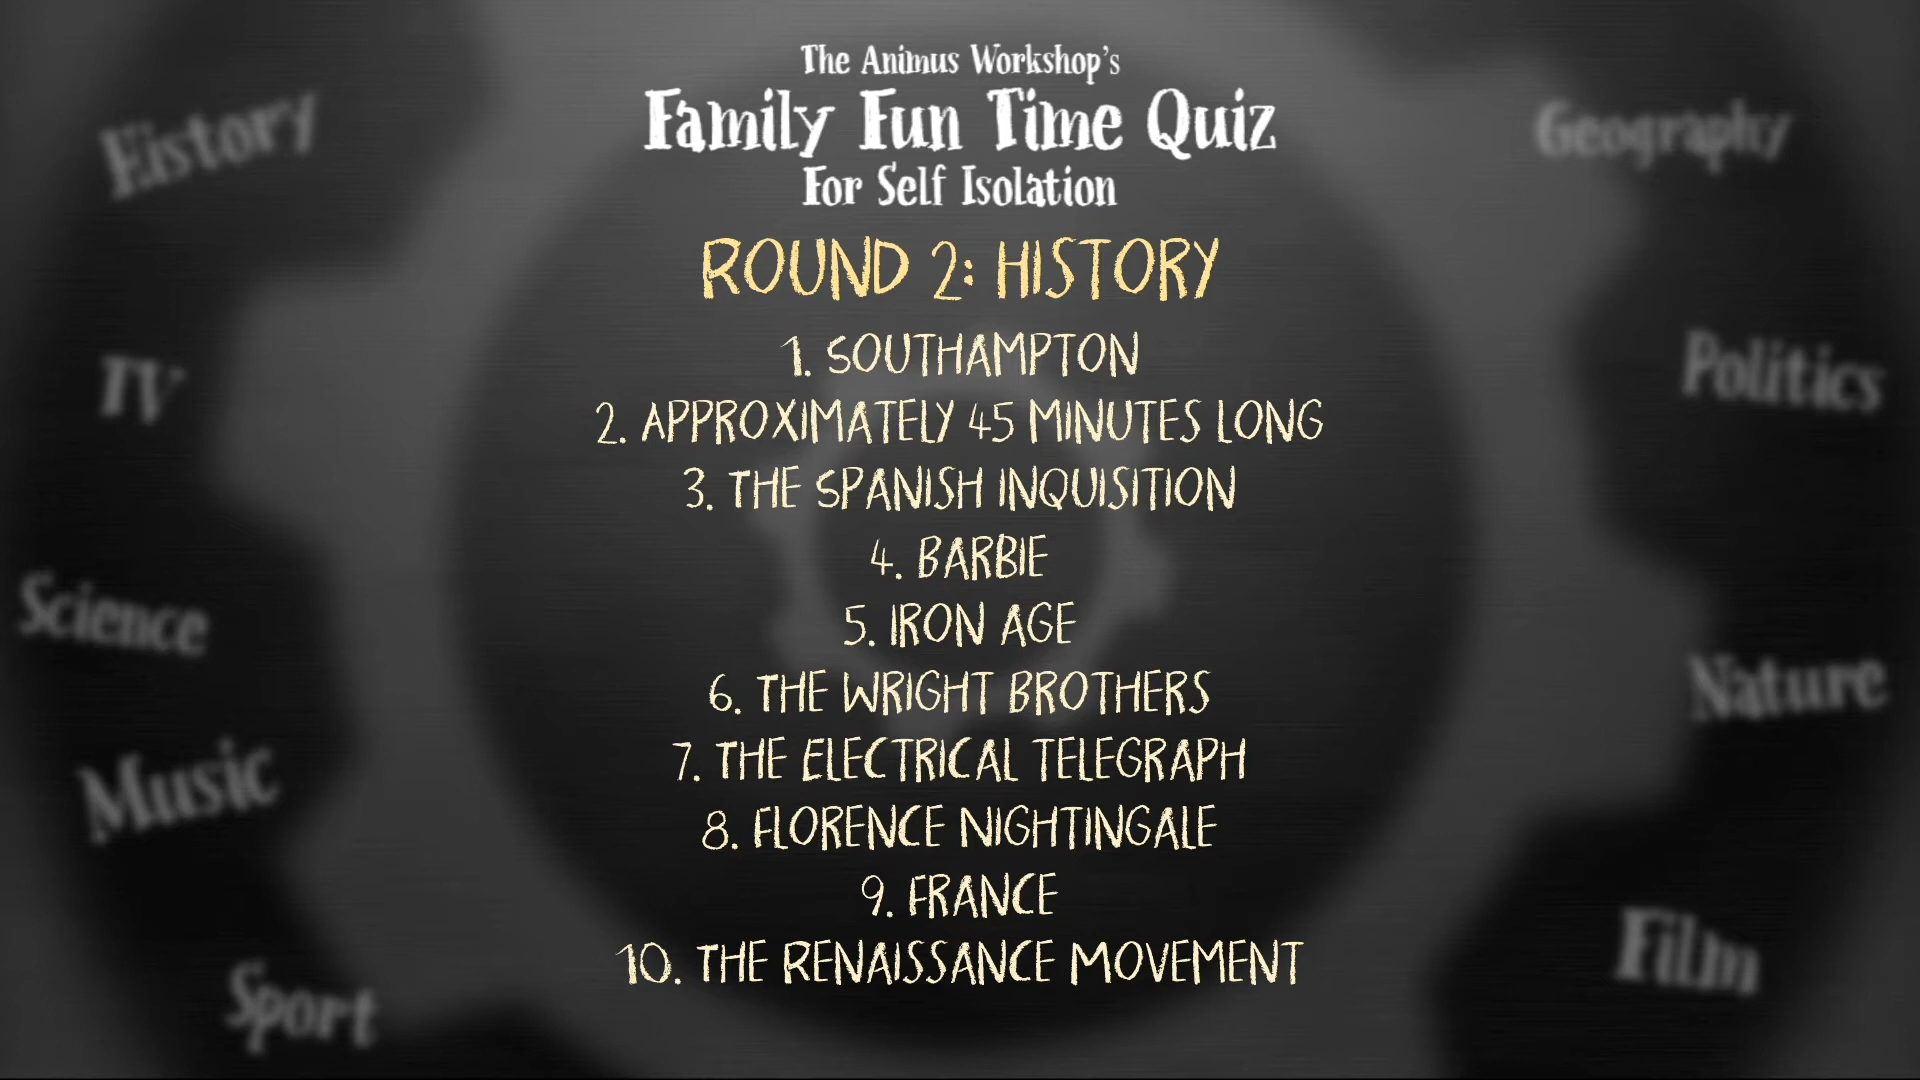 The Animus Workshop's
Family Fun Time Quiz
For Self Isolation
ROUND 2: HISTORY
1. SOUTHAMPTON
2. APPROXIMATELY 45 MINUTES LONG
3. THE SPANISH INQUISITION
4. BARBIE
5. IRON AGE
6. THE WRIGHT BROTHERS
7. THE ELECTRICAL TELEGRAPH
8. FLORENCE NIGHTINGALE
9. FRANCE
10. THE RENAISSANCE MOVEMENT
History
TV
Science
Music
Sport
Geography
Politics
Nature
Film